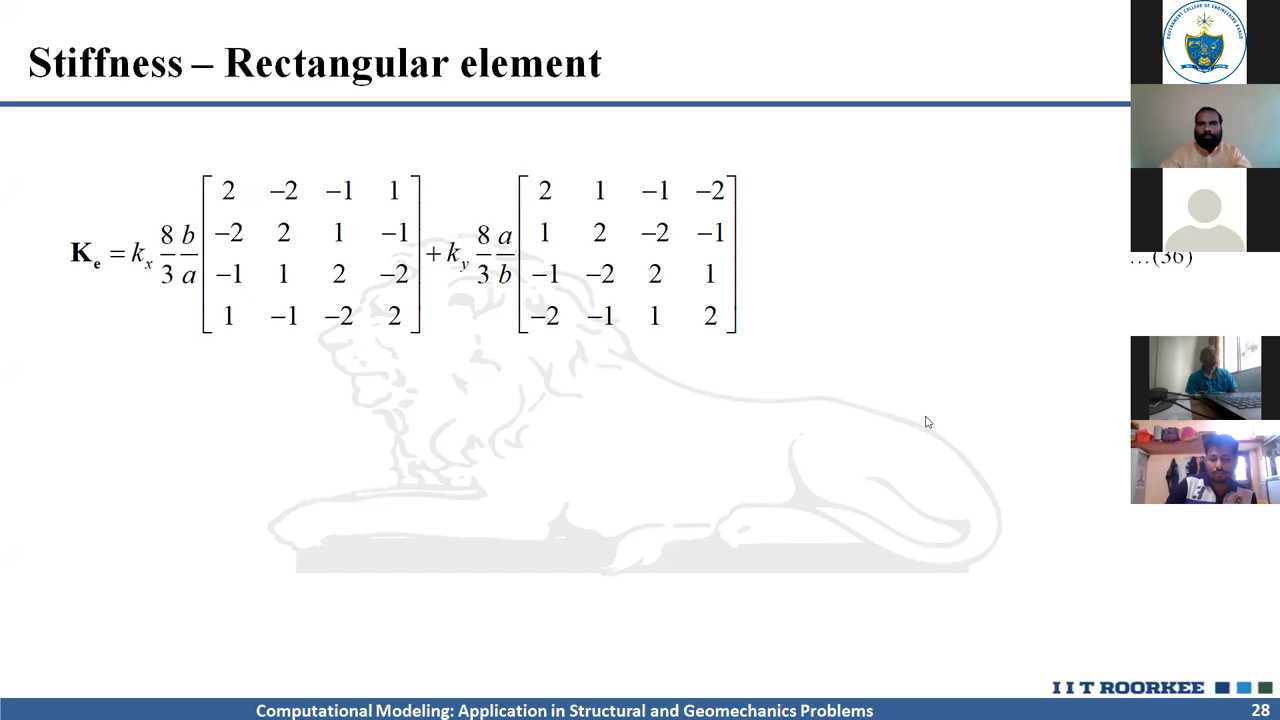 Stiffness – Rectangular element
K_e = k_x 8/3 b/a [2 −2 −1 1; −2 2 1 −1; −1 1 2 −2; 1 −1 −2 2] + k_y 8/3 a/b [2 1 −1 −2; 1 2 −2 −1; −1 −2 2 1; −2 −1 1 2]
…(36)
IIT ROORKEE
Computational Modeling: Application in Structural and Geomechanics Problems 28